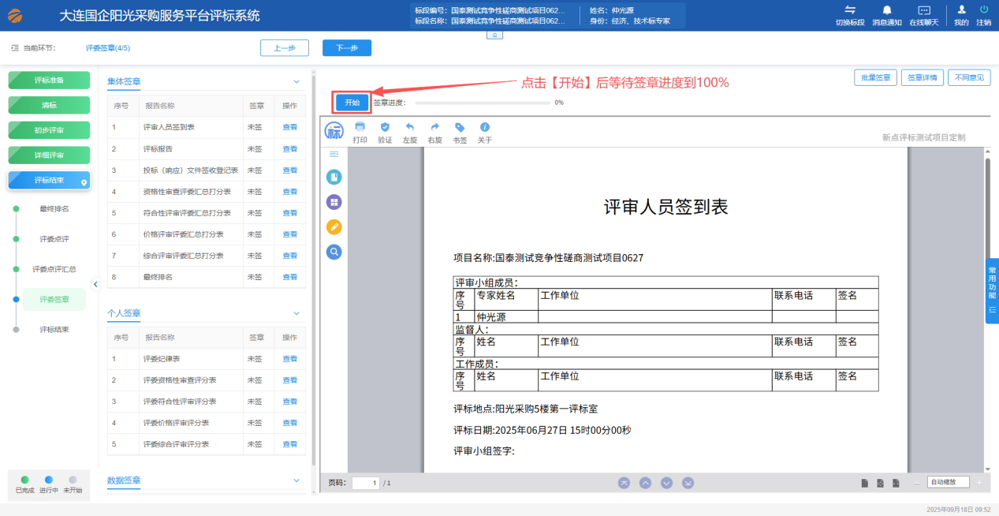 大连国企阳光采购服务平台评标系统
标段编号：国泰测试竞争性磋商测试项目062...
标段名称：国泰测试竞争性磋商测试项目062...
姓名：仲光源
身份：经济、技术标专家
切换标段 消息通知 在线聊天 我的 注销
当前环节： 评委签章(4/5)
上一步 下一步
评标准备
清标
初步评审
详细评审
评标结束
最终排名
评委点评
评委点评汇总
评委签章
评标结束
已完成 进行中 未开始
集体签章
序号 报告名称 签章 操作
1 评审人员签到表 未签 查看
2 评标报告 未签 查看
3 投标（响应）文件签收登记表 未签 查看
4 资格性审查评委汇总打分表 未签 查看
5 符合性评审评委汇总打分表 未签 查看
6 价格评审评委汇总打分表 未签 查看
7 综合评审评委汇总打分表 未签 查看
8 最终排名 未签 查看
个人签章
序号 报告名称 签章 操作
1 评委纪律表 未签 查看
2 评委资格性审查评分表 未签 查看
3 评委符合性评审评分表 未签 查看
4 评委价格评审评分表 未签 查看
5 评委综合评审评分表 未签 查看
数据签章
点击【开始】后等待签章进度到100%
批量签章 签章详情 不同意见
开始 签章进度： 0%
标 打印 验证 左旋 右旋 书签 关于
新点评标测试项目定制
评审人员签到表
项目名称:国泰测试竞争性磋商测试项目0627
评审小组成员：
序号 专家姓名 工作单位 联系电话 签名
1 仲光源
监督人：
序号 姓名 工作单位 联系电话 签名
工作成员：
序号 姓名 工作单位 联系电话 签名
评标地点:阳光采购5楼第一评标室
评标日期:2025年06月27日 15时00分00秒
评审小组签字:
常用功能
页码： 1 / 1
自动缩放
2025年09月18日 09:52